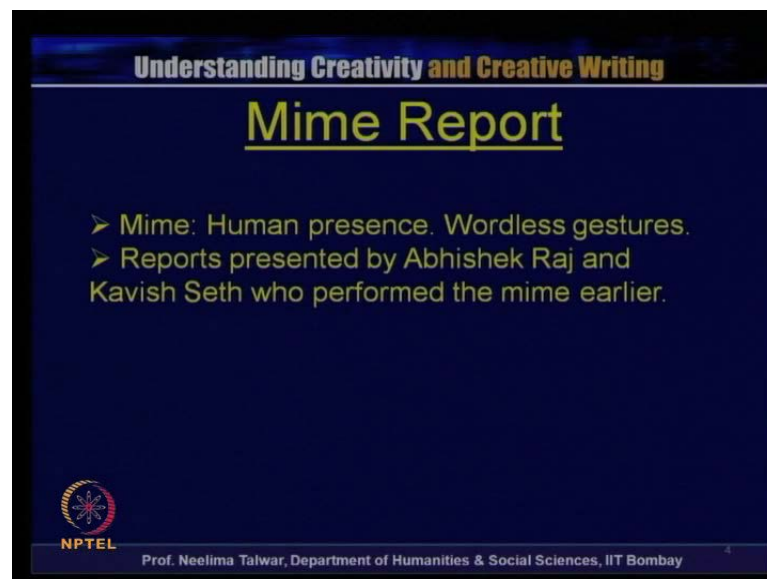 Understanding Creativity and Creative Writing
Mime Report
➢ Mime: Human presence. Wordless gestures.
➢ Reports presented by Abhishek Raj and
Kavish Seth who performed the mime earlier.
NPTEL
Prof. Neelima Talwar, Department of Humanities & Social Sciences, IIT Bombay
4